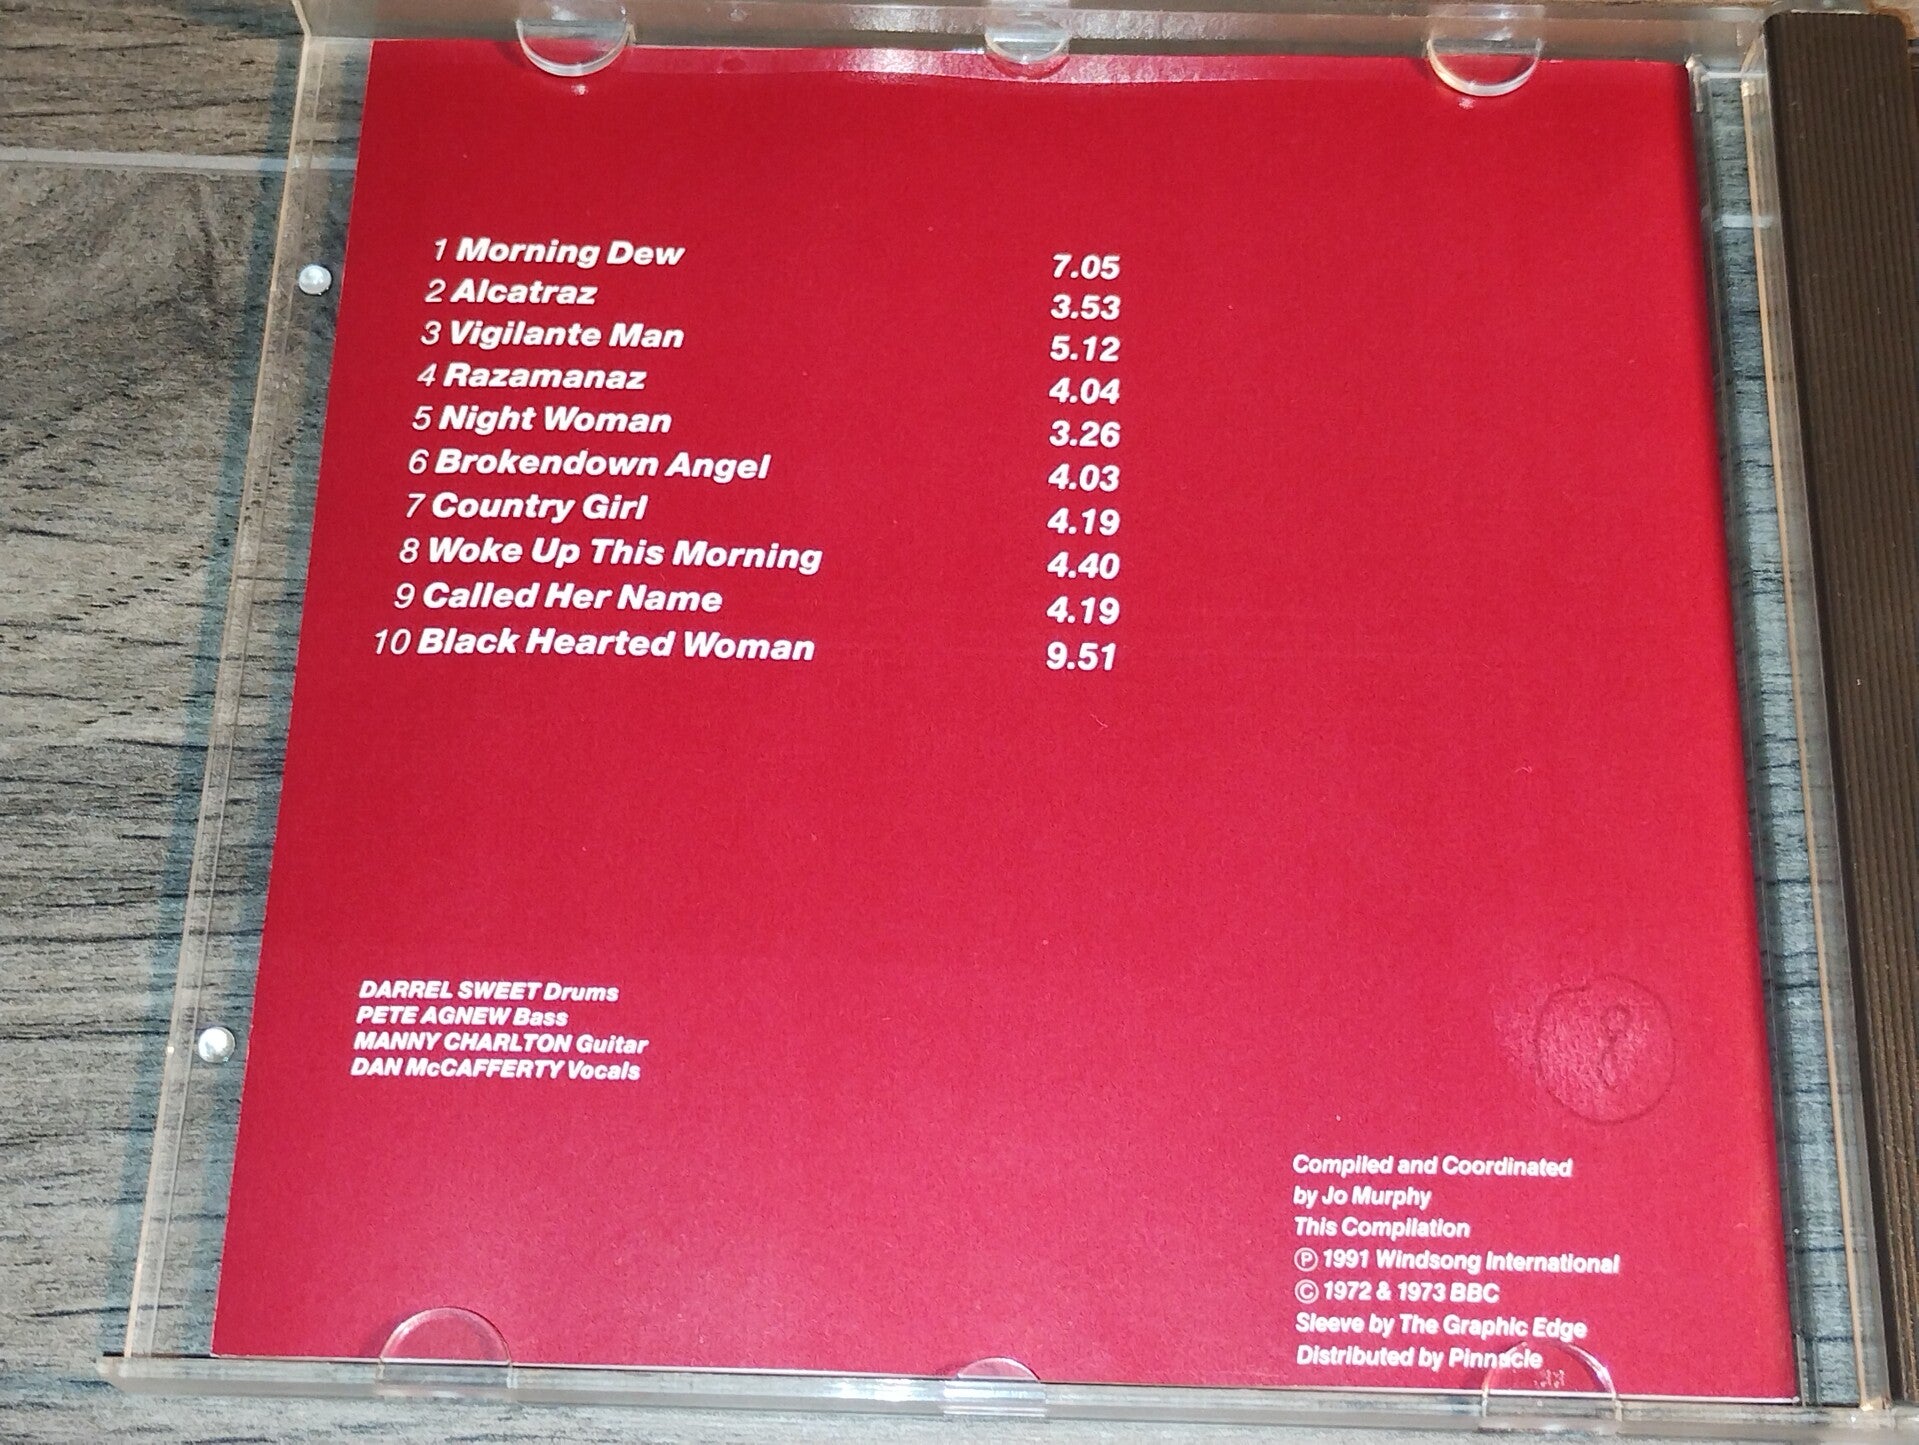 1 Morning Dew 7.05
2 Alcatraz 3.53
3 Vigilante Man 5.12
4 Razamanaz 4.04
5 Night Woman 3.26
6 Brokendown Angel 4.03
7 Country Girl 4.19
8 Woke Up This Morning 4.40
9 Called Her Name 4.19
10 Black Hearted Woman 9.51
DARREL SWEET Drums
PETE AGNEW Bass
MANNY CHARLTON Guitar
DAN McCAFFERTY Vocals
Compiled and Coordinated
by Jo Murphy
This Compilation
Ⓟ 1991 Windsong International
© 1972 & 1973 BBC
Sleeve by The Graphic Edge
Distributed by Pinnacle